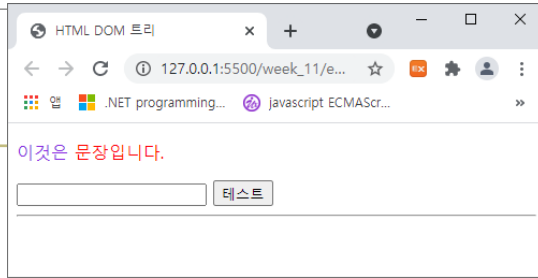 HTML DOM 트리
127.0.0.1:5500/week_11/e...
EX
앱 .NET programming... javascript ECMAScr...
이것은 문장입니다.
테스트